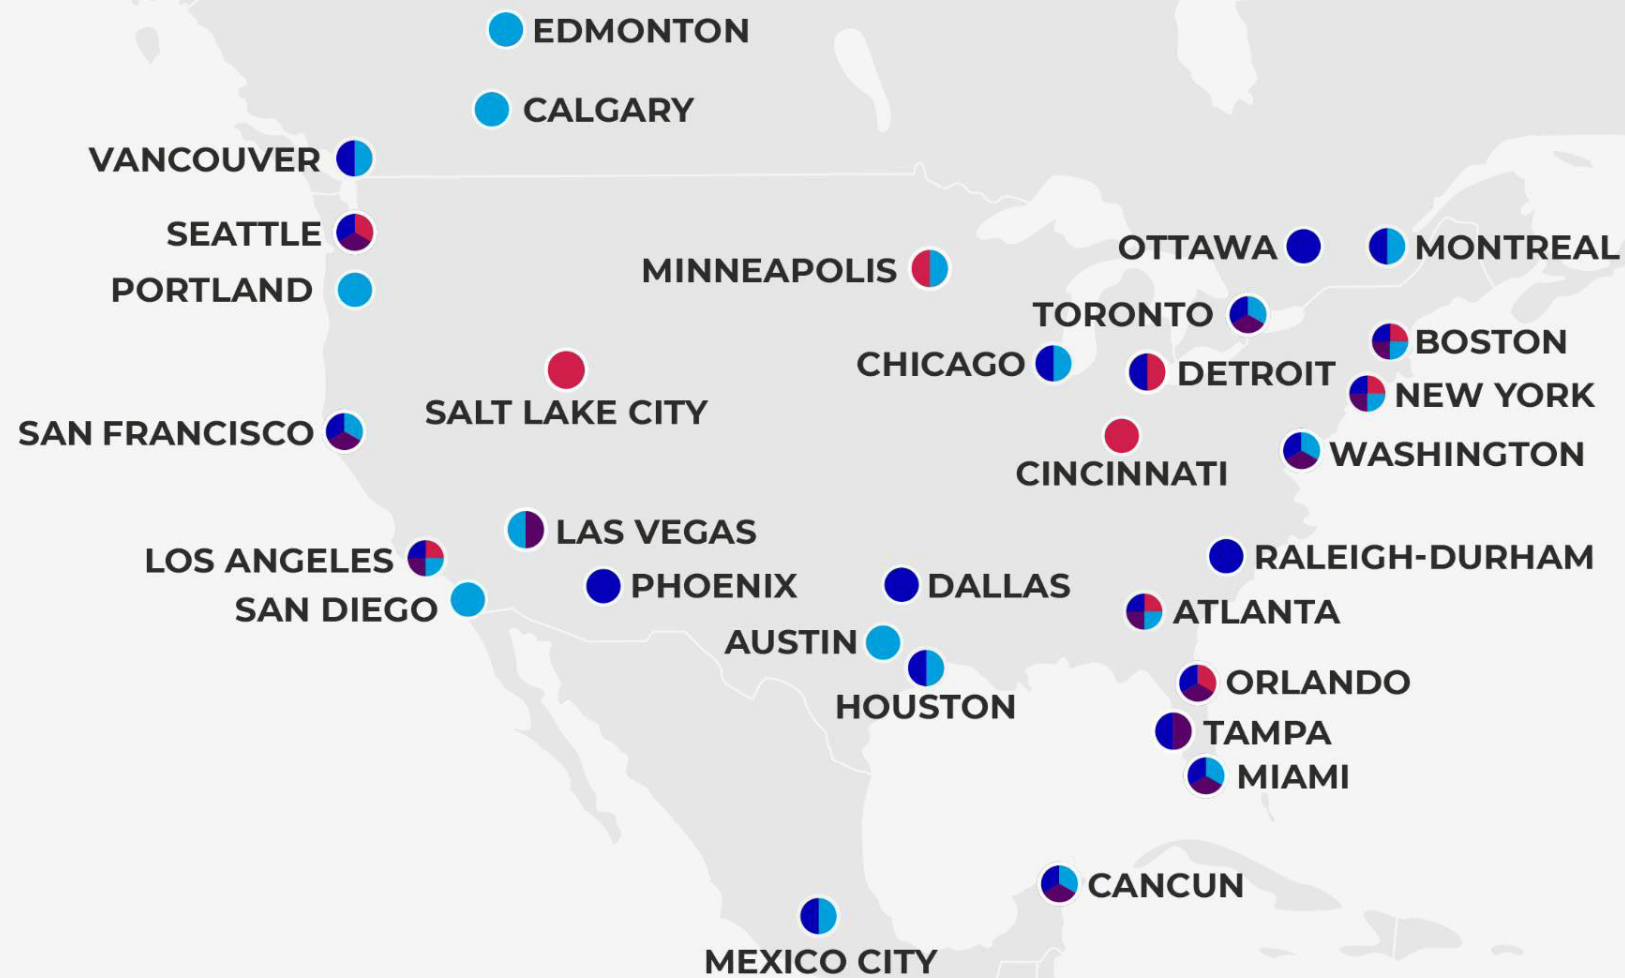 EDMONTON
CALGARY
VANCOUVER
SEATTLE
OTTAWA
MONTREAL
MINNEAPOLIS
PORTLAND
TORONTO
BOSTON
CHICAGO
DETROIT
NEW YORK
SALT LAKE CITY
SAN FRANCISCO
WASHINGTON
CINCINNATI
LAS VEGAS
LOS ANGELES
RALEIGH-DURHAM
PHOENIX
DALLAS
SAN DIEGO
ATLANTA
AUSTIN
ORLANDO
HOUSTON
TAMPA
MIAMI
CANCUN
MEXICO CITY